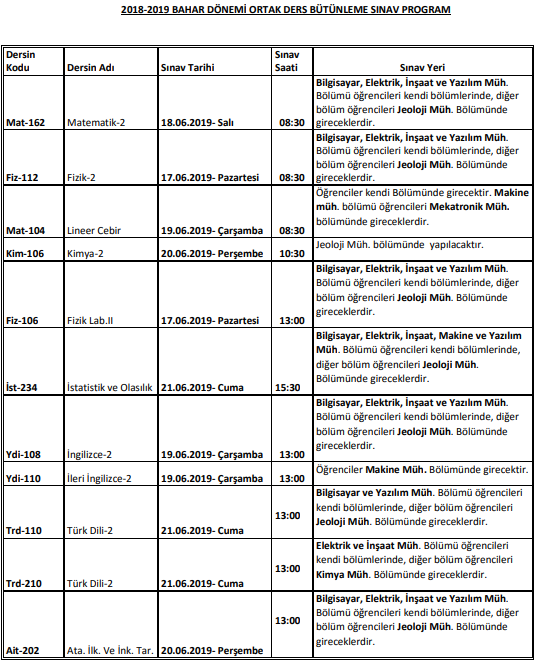 2018-2019 BAHAR DÖNEMİ ORTAK DERS BÜTÜNLEME SINAV PROGRAM
Dersin Kodu
Dersin Adı
Sınav Tarihi
Sınav Saati
Sınav Yeri
Mat-162
Matematik-2
18.06.2019- Salı
08:30
Bilgisayar, Elektrik, İnşaat ve Yazılım Müh.
Bölümü öğrencileri kendi bölümlerinde, diğer
bölüm öğrencileri Jeoloji Müh. Bölümünde
gireceklerdir.
Fiz-112
Fizik-2
17.06.2019- Pazartesi
08:30
Bilgisayar, Elektrik, İnşaat ve Yazılım Müh.
Bölümü öğrencileri kendi bölümlerinde, diğer
bölüm öğrencileri Jeoloji Müh. Bölümünde
gireceklerdir.
Mat-104
Lineer Cebir
19.06.2019- Çarşamba
08:30
Öğrenciler kendi Bölümünde girecektir. Makine
müh. bölümü öğrencileri Mekatronik Müh.
bölümünde gireceklerdir.
Kim-106
Kimya-2
20.06.2019- Perşembe
10:30
Jeoloji Müh. bölümünde yapılacaktır.
Fiz-106
Fizik Lab.II
17.06.2019- Pazartesi
13:00
Bilgisayar, Elektrik, İnşaat ve Yazılım Müh.
Bölümü öğrencileri kendi bölümlerinde, diğer
bölüm öğrencileri Jeoloji Müh. Bölümünde
gireceklerdir.
İst-234
İstatistik ve Olasılık
21.06.2019- Cuma
15:30
Bilgisayar, Elektrik, İnşaat, Makine ve Yazılım
Müh. Bölümü öğrencileri kendi bölümlerinde,
diğer bölüm öğrencileri Jeoloji Müh.
Bölümünde gireceklerdir.
Ydi-108
İngilizce-2
19.06.2019- Çarşamba
13:00
Bilgisayar, Elektrik, İnşaat ve Yazılım Müh.
Bölümü öğrencileri kendi bölümlerinde, diğer
bölüm öğrencileri Jeoloji Müh. Bölümünde
gireceklerdir.
Ydi-110
İleri İngilizce-2
19.06.2019- Çarşamba
13:00
Öğrenciler Makine Müh. Bölümünde girecektir.
Trd-110
Türk Dili-2
21.06.2019- Cuma
13:00
Bilgisayar ve Yazılım Müh. Bölümü öğrencileri
kendi bölümlerinde, diğer bölüm öğrencileri
Jeoloji Müh. Bölümünde gireceklerdir.
Trd-210
Türk Dili-2
21.06.2019- Cuma
13:00
Elektrik ve İnşaat Müh. Bölümü öğrencileri
kendi bölümlerinde, diğer bölüm öğrencileri
Kimya Müh. Bölümünde gireceklerdir.
Ait-202
Ata. İlk. Ve İnk. Tar.
20.06.2019- Perşembe
13:00
Bilgisayar, Elektrik, İnşaat ve Yazılım Müh.
Bölümü öğrencileri kendi bölümlerinde, diğer
bölüm öğrencileri Jeoloji Müh. Bölümünde
gireceklerdir.